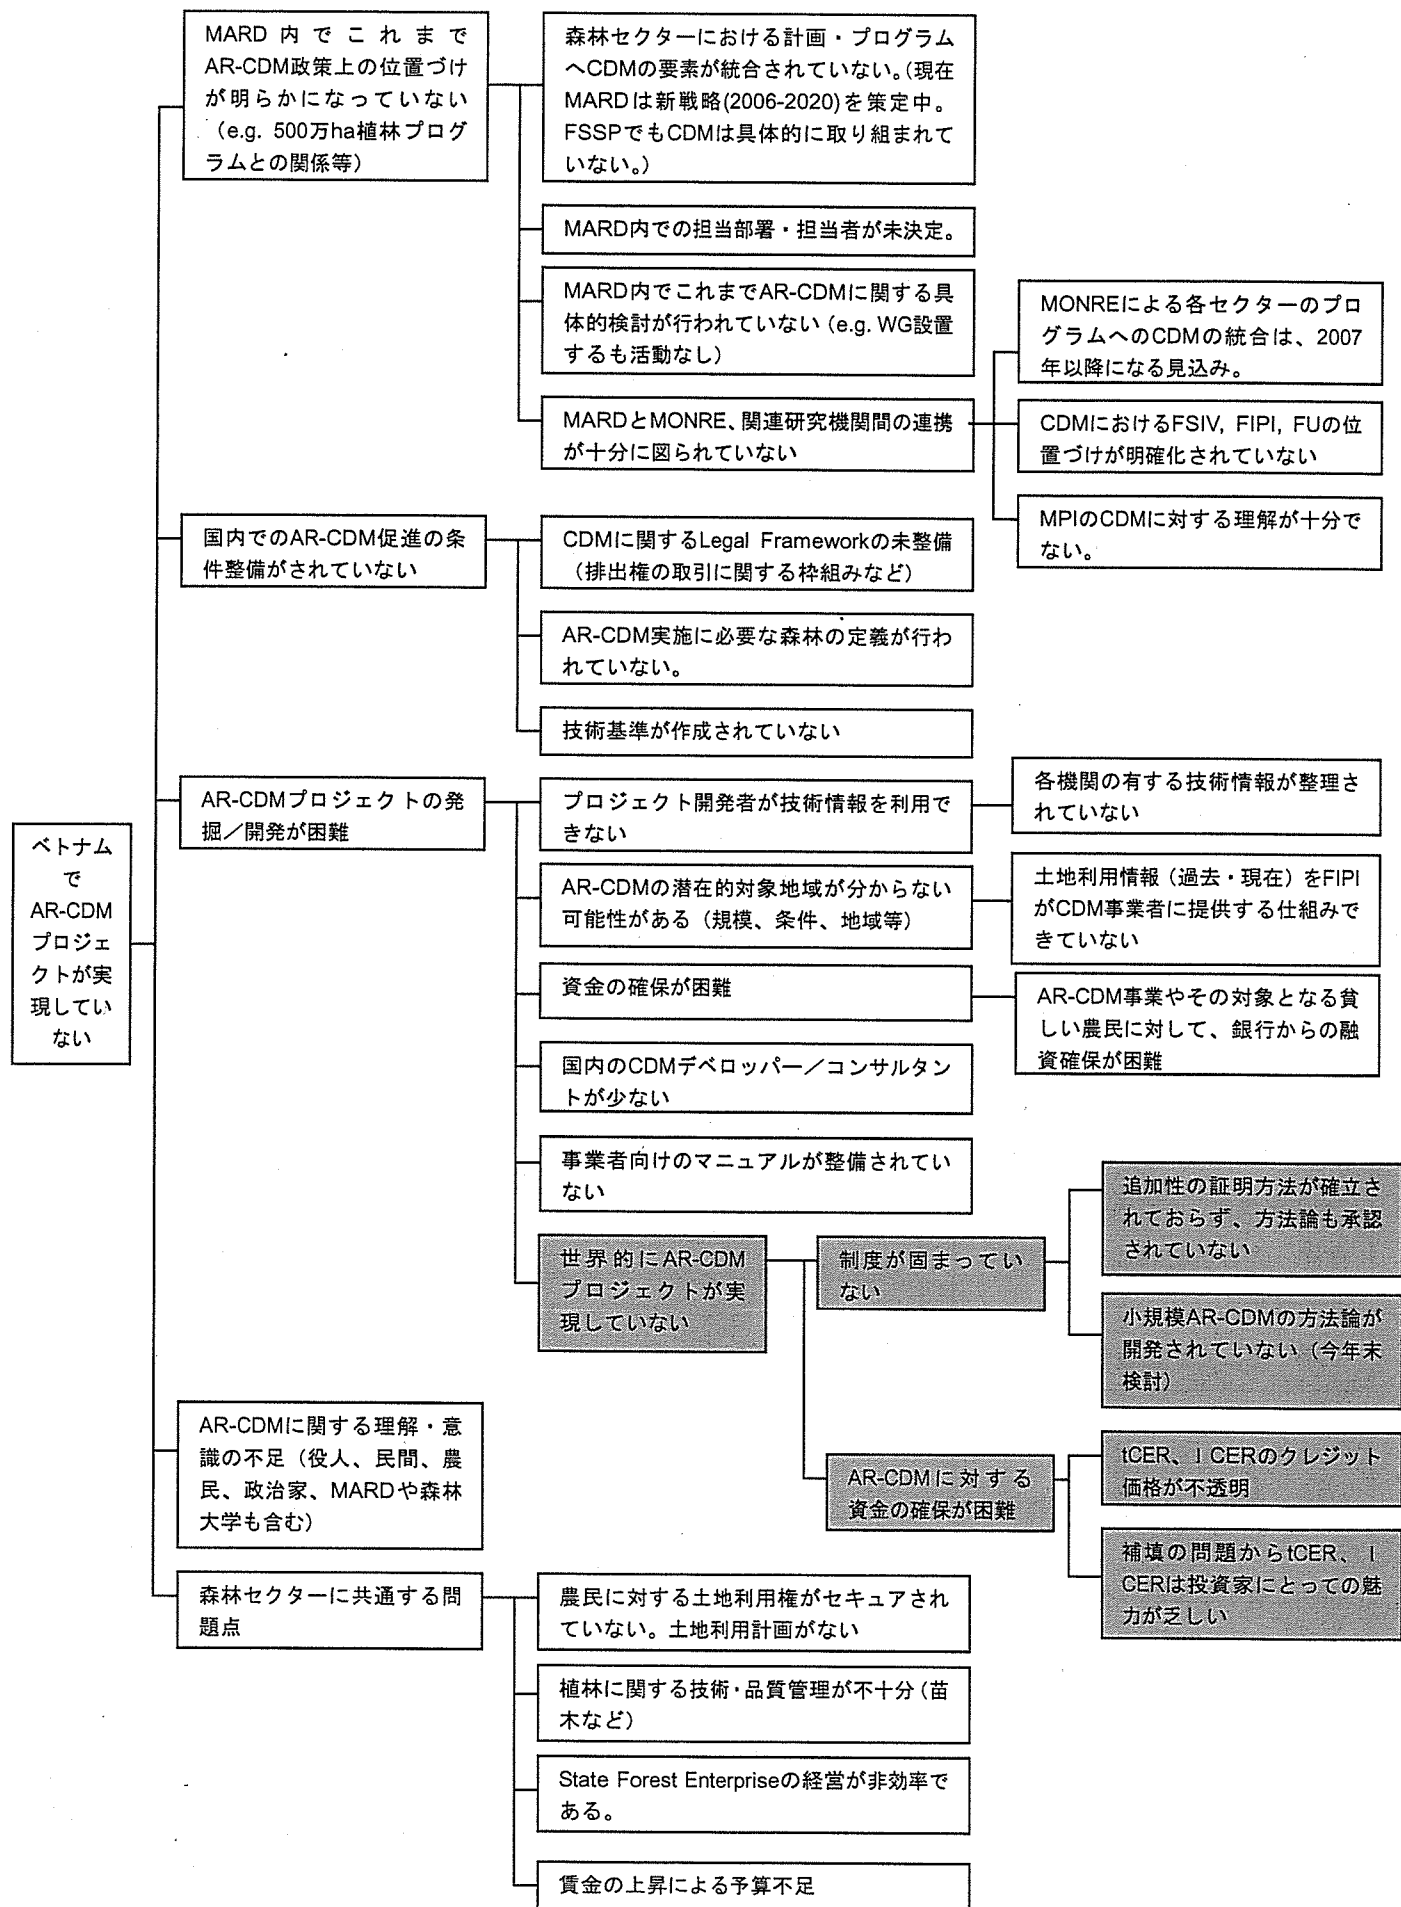 MARD内でこれまで
AR-CDM政策上の位置づけ
が明らかになっていない
（e.g. 500万ha植林プログ
ラムとの関係等）
森林セクターにおける計画・プログラム
へCDMの要素が統合されていない。（現在
MARDは新戦略(2006-2020)を策定中。
FSSPでもCDMは具体的に取り組まれて
いない。）
MARD内での担当部署・担当者が未決定。
MARD内でこれまでAR-CDMに関する具
体的検討が行われていない（e.g. WG設置
するも活動なし）
MARDとMONRE、関連研究機関間の連携
が十分に図られていない
MONREによる各セクターのプロ
グラムへのCDMの統合は、2007
年以降になる見込み。
CDMにおけるFSIV, FIPI, FUの位
置づけが明確化されていない
MPIのCDMに対する理解が十分で
ない。
国内でのAR-CDM促進の条
件整備がされていない
CDMに関するLegal Frameworkの未整備
（排出権の取引に関する枠組みなど）
AR-CDM実施に必要な森林の定義が行わ
れていない。
技術基準が作成されていない
ベトナム
で
AR-CDM
プロジェ
クトが実
現してい
ない
AR-CDMプロジェクトの発
掘／開発が困難
プロジェクト開発者が技術情報を利用で
きない
各機関の有する技術情報が整理さ
れていない
AR-CDMの潜在的対象地域が分からない
可能性がある（規模、条件、地域等）
土地利用情報（過去・現在）をFIPI
がCDM事業者に提供する仕組みで
きていない
資金の確保が困難
AR-CDM事業やその対象となる貧
しい農民に対して、銀行からの融
資確保が困難
国内のCDMデベロッパー／コンサルタン
トが少ない
事業者向けのマニュアルが整備されてい
ない
世界的にAR-CDM
プロジェクトが実
現していない
制度が固まってい
ない
追加性の証明方法が確立さ
れておらず、方法論も承認
されていない
小規模AR-CDMの方法論が
開発されていない（今年末
検討）
AR-CDMに対する
資金の確保が困難
tCER、l CERのクレジット
価格が不透明
補填の問題からtCER、l
CERは投資家にとっての魅
力が乏しい
AR-CDMに関する理解・意
識の不足（役人、民間、農
民、政治家、MARDや森林
大学も含む）
森林セクターに共通する問
題点
農民に対する土地利用権がセキュアされ
ていない。土地利用計画がない
植林に関する技術・品質管理が不十分（苗
木など）
State Forest Enterpriseの経営が非効率で
ある。
賃金の上昇による予算不足